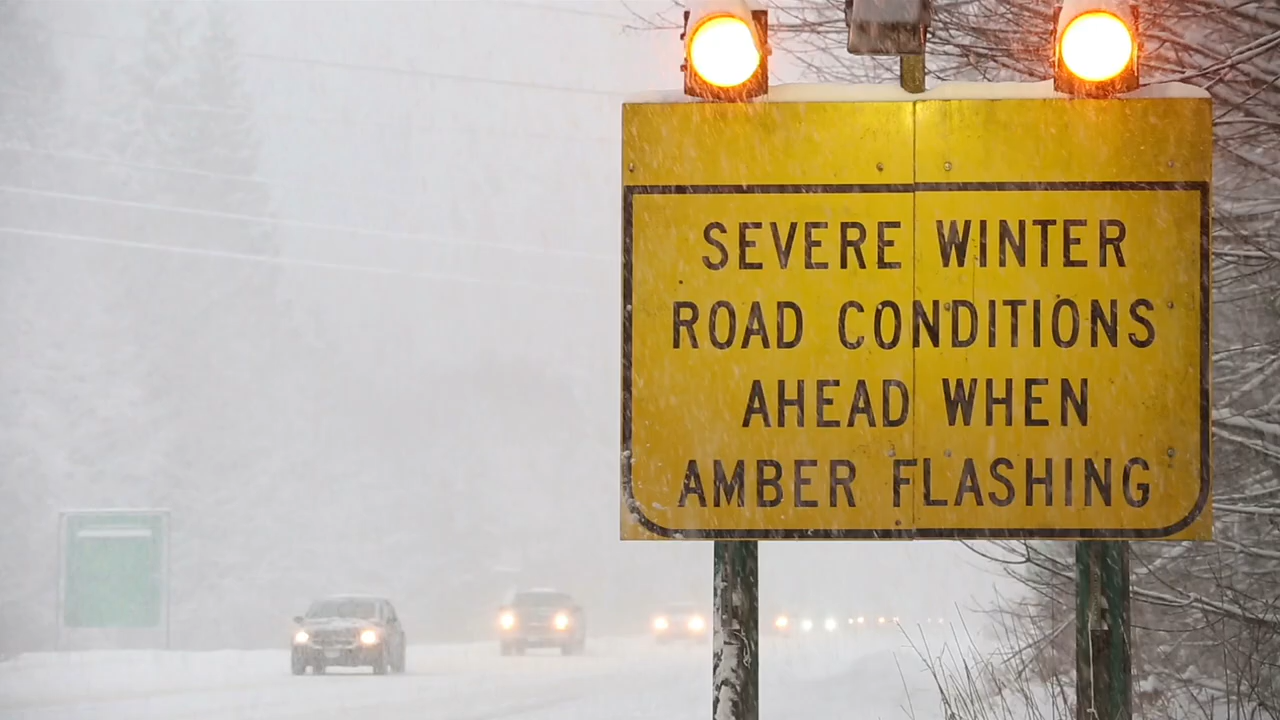 SEVERE WINTER
ROAD CONDITIONS
AHEAD WHEN
AMBER FLASHING